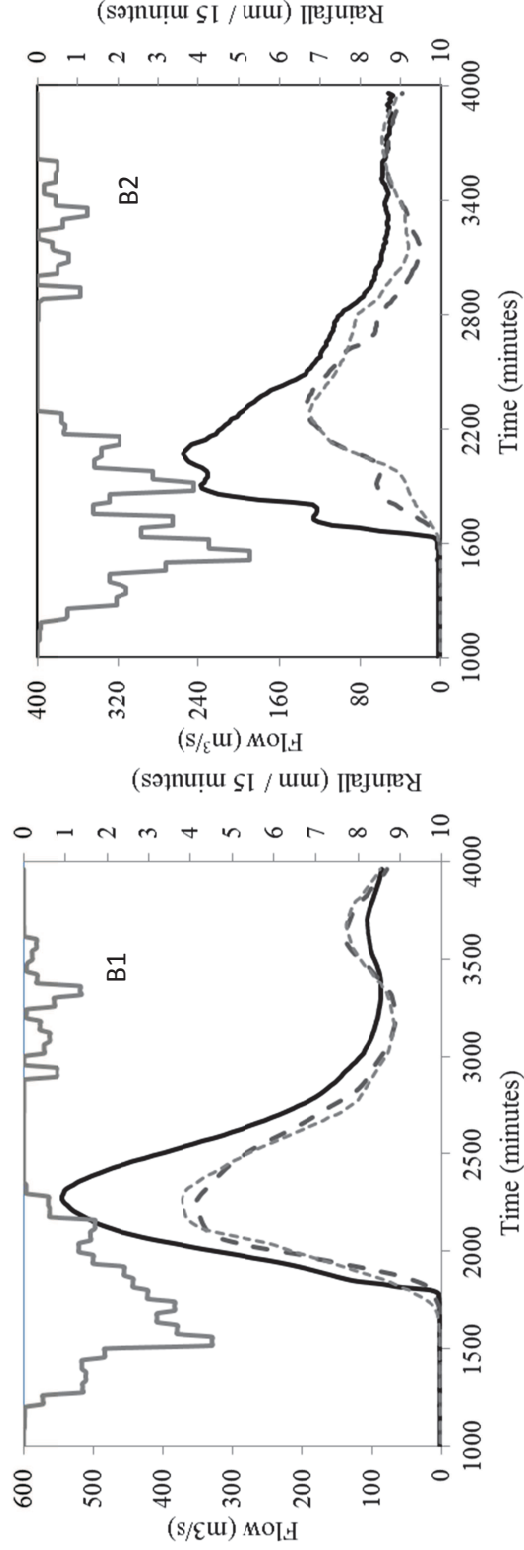 Rainfall (mm / 15 minutes)
0 1 2 3 4 5 6 7 8 9 10
B1
600 500 400 300 200 100 0
Flow (m3/s)
1000 1500 2000 2500 3000 3500 4000
Time (minutes)
Rainfall (mm / 15 minutes)
0 1 2 3 4 5 6 7 8 9 10
B2
400 320 240 160 80 0
Flow (m³/s)
1000 1600 2200 2800 3400 4000
Time (minutes)